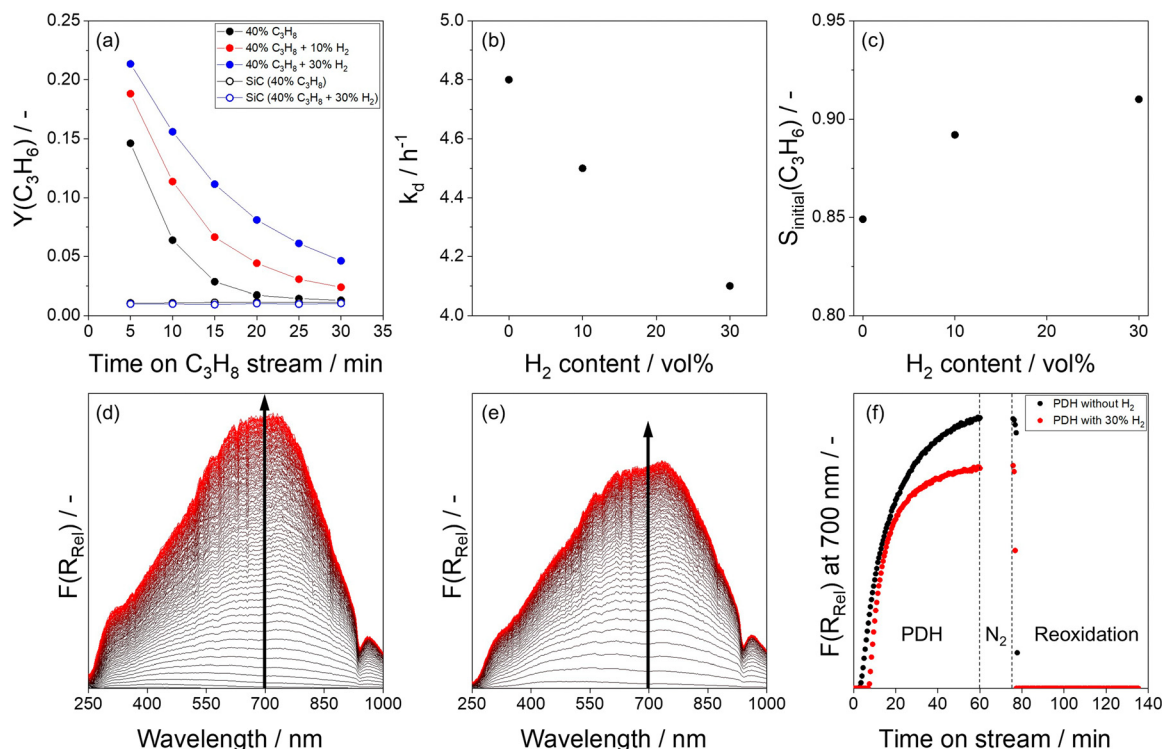 (a)
40% C₃H₈
40% C₃H₈ + 10% H₂
40% C₃H₈ + 30% H₂
SiC (40% C₃H₈)
SiC (40% C₃H₈ + 30% H₂)
Y(C₃H₆) / -
0.25
0.20
0.15
0.10
0.05
0.00
0 5 10 15 20 25 30 35
Time on C₃H₈ stream / min
(b)
k_d / h⁻¹
5.0
4.8
4.6
4.4
4.2
4.0
0 10 20 30
H₂ content / vol%
(c)
S_initial(C₃H₆) / -
0.95
0.90
0.85
0.80
0 10 20 30
H₂ content / vol%
(d)
F(R_Rel) / -
250 400 550 700 850 1000
Wavelength / nm
(e)
F(R_Rel) / -
250 400 550 700 850 1000
Wavelength / nm
(f)
PDH without H₂
PDH with 30% H₂
F(R_Rel) at 700 nm / -
PDH
N₂
Reoxidation
0 20 40 60 80 100 120 140
Time on stream / min